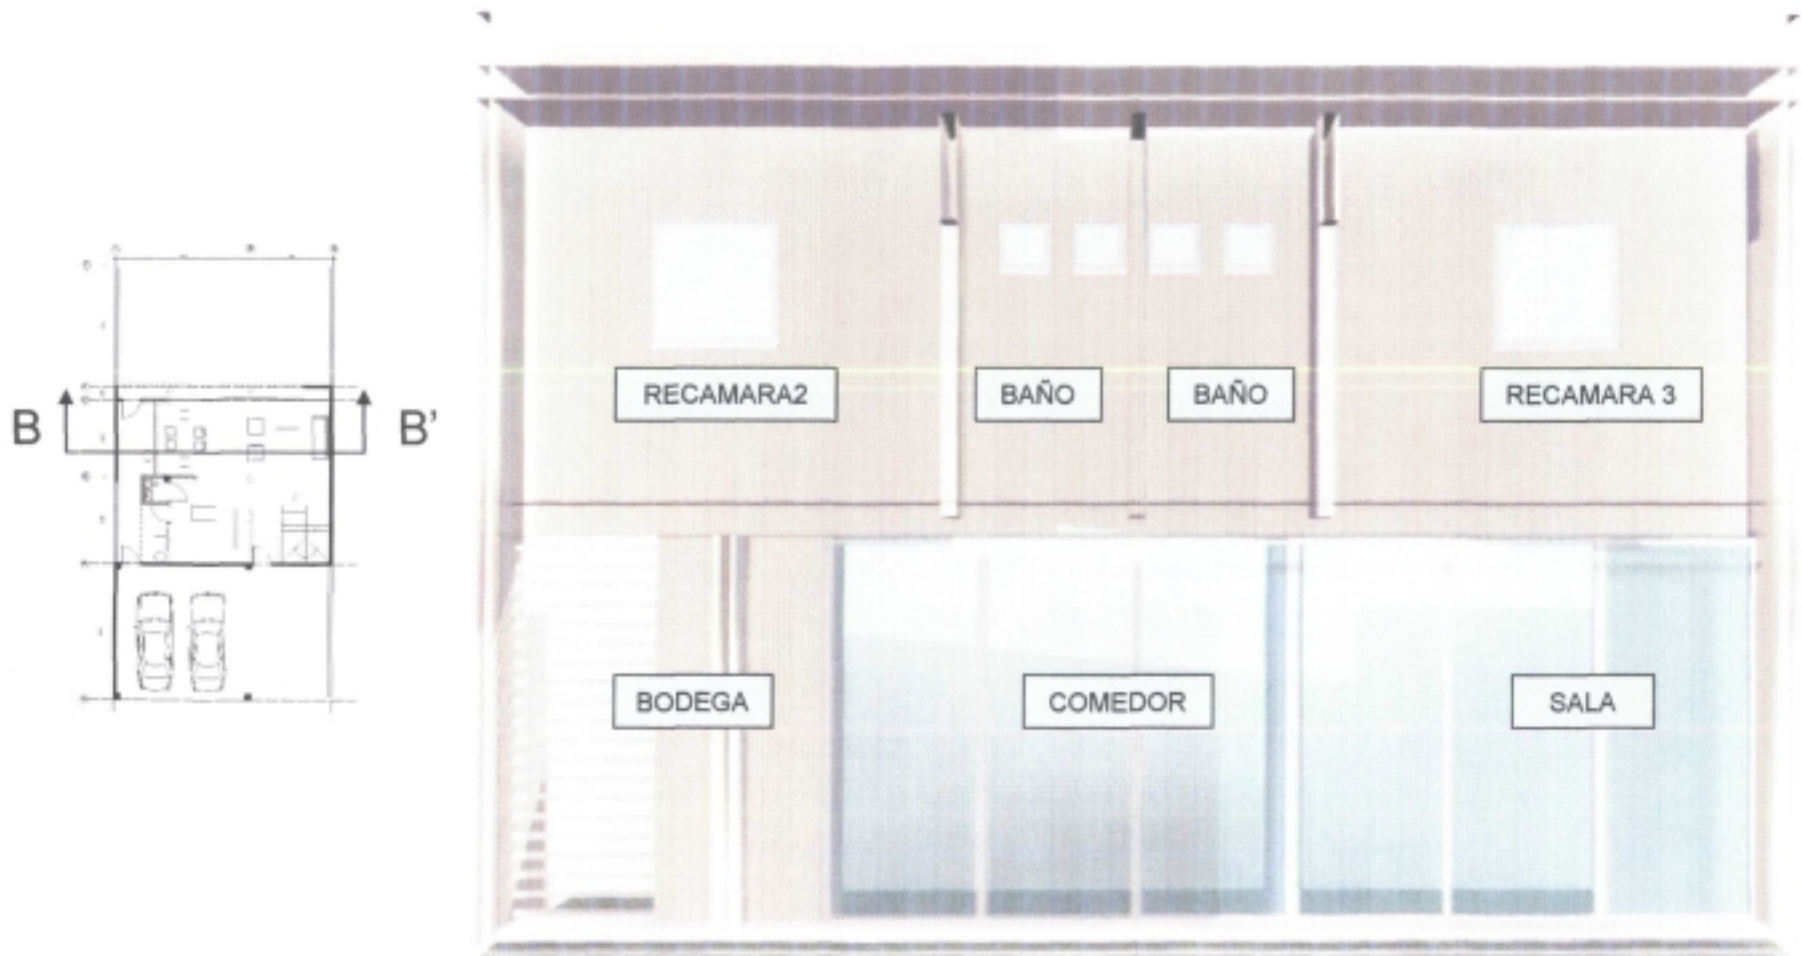 B
B'
RECAMARA2
BAÑO
BAÑO
RECAMARA 3
BODEGA
COMEDOR
SALA